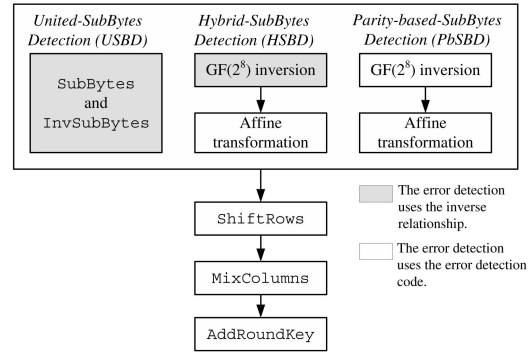 United-SubBytes
Detection (USBD)
SubBytes
and
InvSubBytes
Hybrid-SubBytes
Detection (HSBD)
GF(2⁸) inversion
Affine
transformation
Parity-based-SubBytes
Detection (PbSBD)
GF(2⁸) inversion
Affine
transformation
ShiftRows
MixColumns
AddRoundKey
The error detection
uses the inverse
relationship.
The error detection
uses the error detection
code.